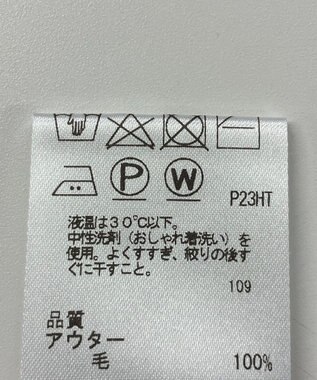 P W P23HT
液温は30℃以下。
中性洗剤（おしゃれ着洗い）を
使用。よくすすぎ、絞りの後す
ぐに干すこと。
109
品質
アウター
毛 100%